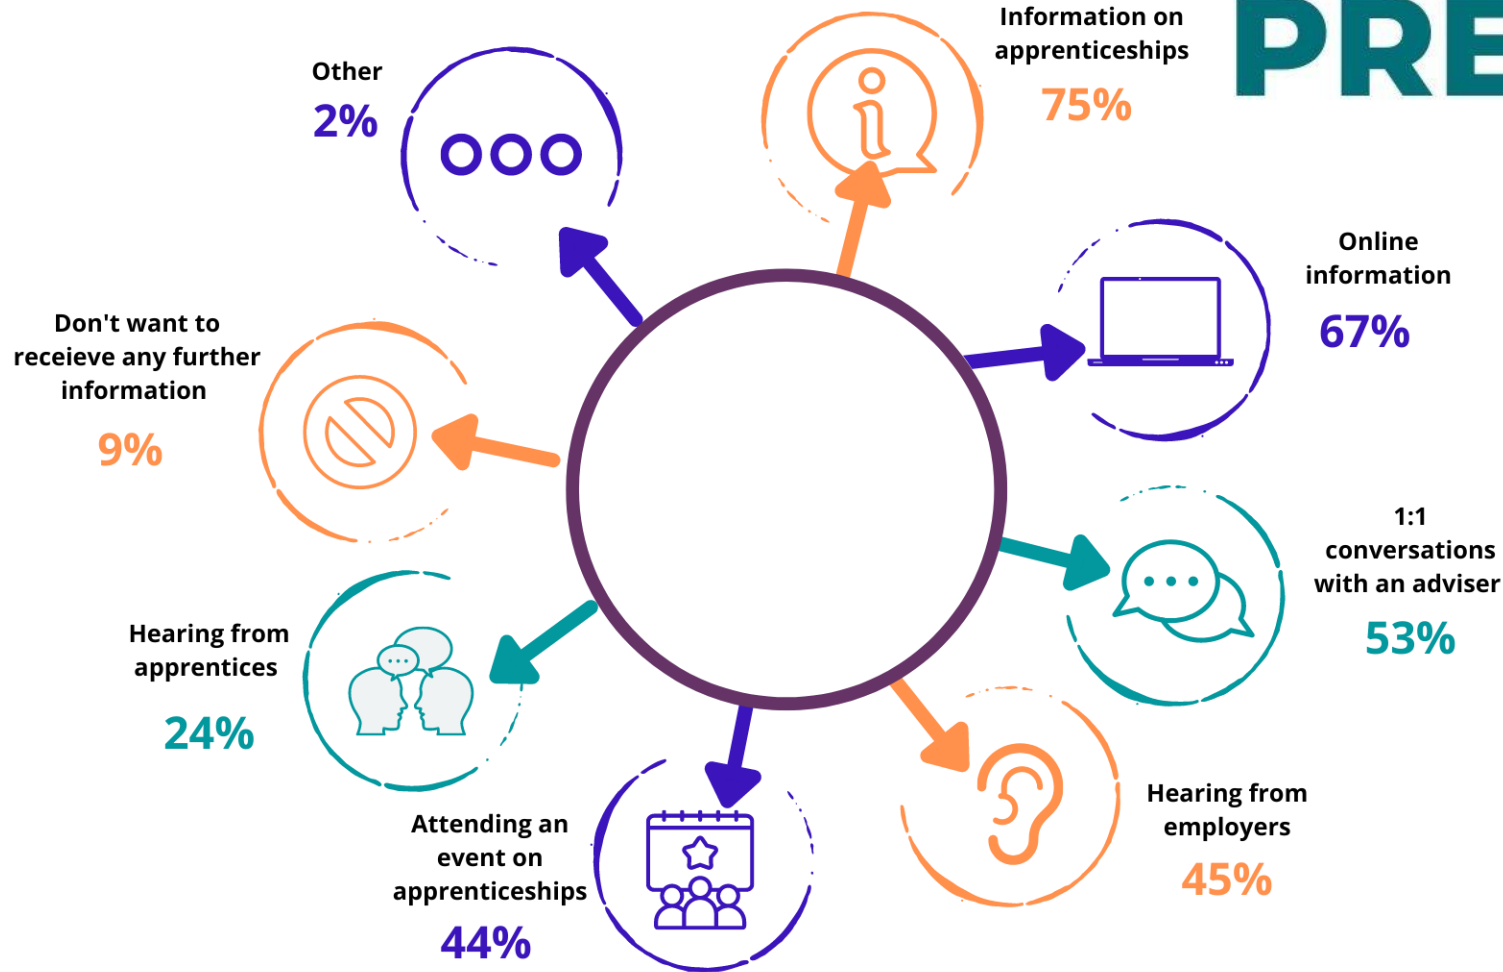 Information on
apprenticeships
75%
PRE
Other
2%
Online
information
67%
Don't want to
receieve any further
information
9%
1:1
conversations
with an adviser
53%
Hearing from
apprentices
24%
Hearing from
employers
45%
Attending an
event on
apprenticeships
44%